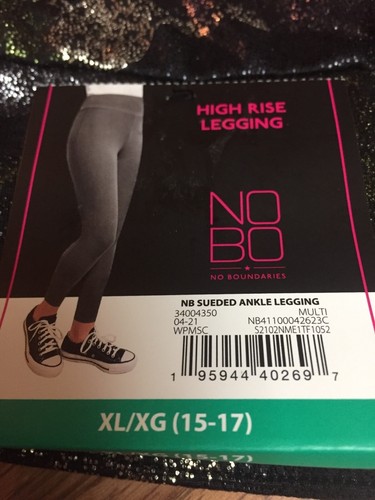 HIGH RISE
LEGGING
NO
BO
NO BOUNDARIES
NB SUEDED ANKLE LEGGING
34004350 MULTI
04-21 NB41100042623C
WPM5C S2102NME1TF1052
1 95944 40269 7
XL/XG (15-17)